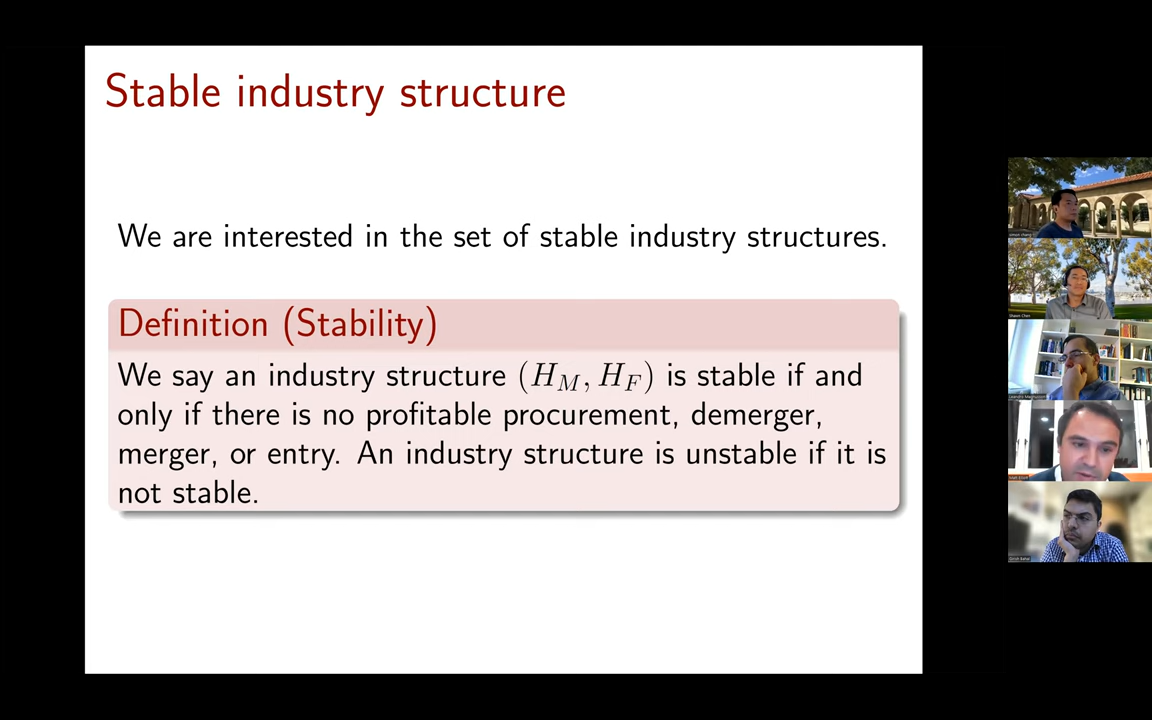 Stable industry structure
We are interested in the set of stable industry structures.
Definition (Stability)
We say an industry structure (H_M, H_F) is stable if and
only if there is no profitable procurement, demerger,
merger, or entry. An industry structure is unstable if it is
not stable.
Shawn Chen